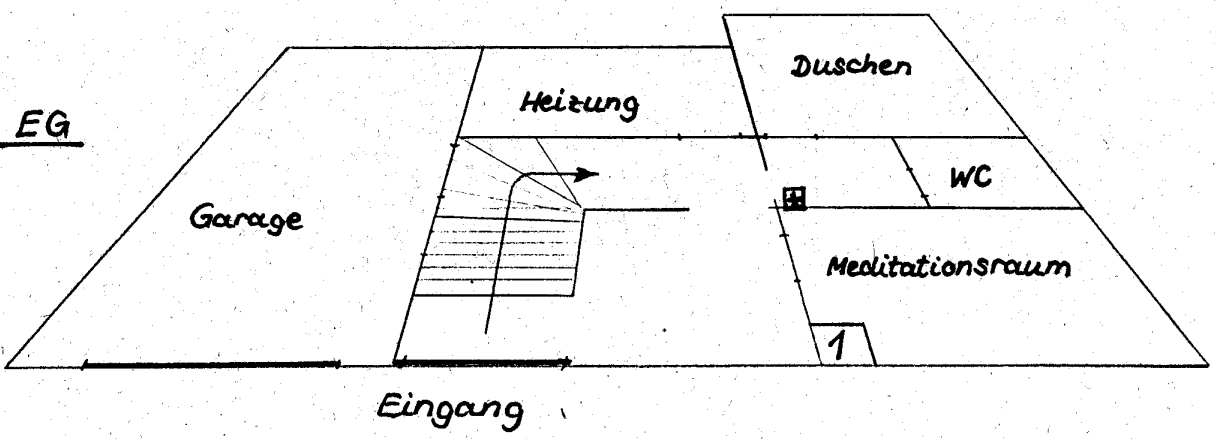 Duschen
Heizung
EG
WC
Garage
Meditationsraum
1
Eingang